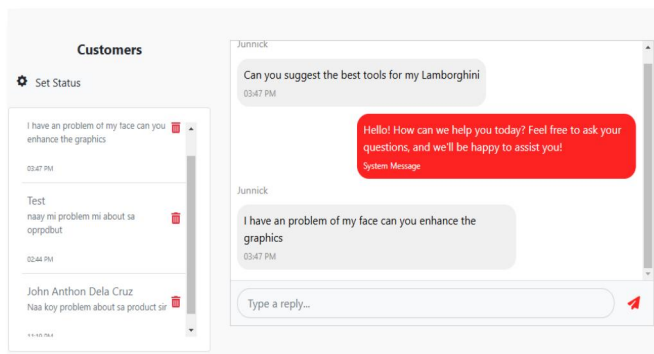 Customers
Set Status
I have an problem of my face can you
enhance the graphics
03:47 PM
Test
naay mi problem mi about sa
oprpdbut
02:44 PM
John Anthon Dela Cruz
Naa koy problem about sa product sir
Junnick
Can you suggest the best tools for my Lamborghini
03:47 PM
Hello! How can we help you today? Feel free to ask your
questions, and we'll be happy to assist you!
System Message
Junnick
I have an problem of my face can you enhance the
graphics
03:47 PM
Type a reply...